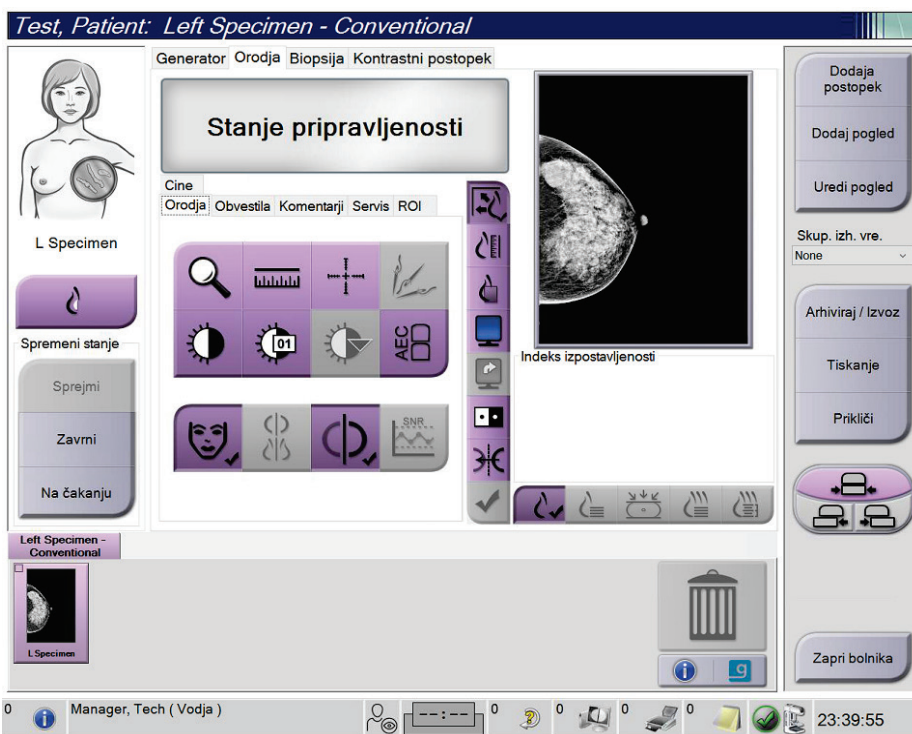 Test, Patient: Left Specimen - Conventional
Generator Orodja Biopsija Kontrastni postopek
Stanje pripravljenosti
Cine
Orodja Obvestila Komentarji Servis ROI
01
AEC
SNR
L Specimen
Spremeni stanje
Sprejmi
Zavrni
Na čakanju
Indeks izpostavljenosti
Dodaja
postopek
Dodaj pogled
Uredi pogled
Skup. izh. vre.
None
Arhiviraj / Izvoz
Tiskanje
Prikliči
Zapri bolnika
Left Specimen -
Conventional
L Specimen
0 Manager, Tech ( Vodja ) --:-- 0 0 0 0 23:39:55